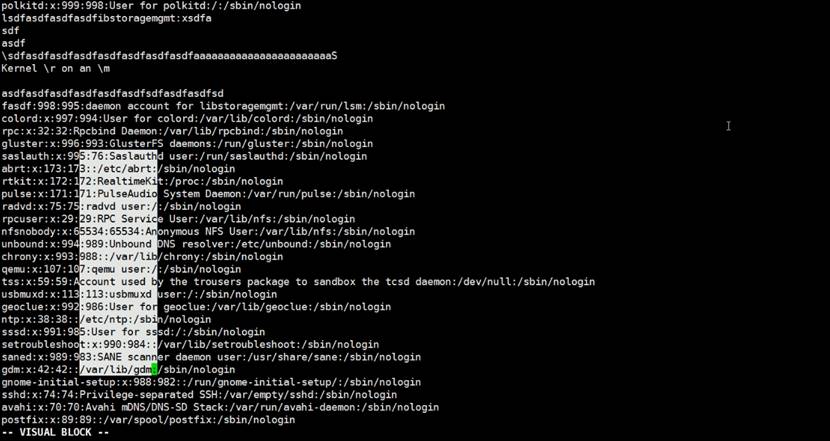 polkitd:x:999:998:User for polkitd:/:/sbin/nologin
lsdfasdfasdfasdfibstoragemgmt:xsdfa
sdf
asdf
\sdfasdfasdfasdfasdfasdfasdfasdfaaaaaaaaaaaaaaaaaaaaaaaS
Kernel \r on an \m
asdfasdfasdfasdfasdfasdfsdfasdfasdfsd
fasdf:998:995:daemon account for libstoragemgmt:/var/run/lsm:/sbin/nologin
colord:x:997:994:User for colord:/var/lib/colord:/sbin/nologin
rpc:x:32:32:Rpcbind Daemon:/var/lib/rpcbind:/sbin/nologin
gluster:x:996:993:GlusterFS daemons:/run/gluster:/sbin/nologin
saslauth:x:995:76:Saslauthd user:/run/saslauthd:/sbin/nologin
abrt:x:173:173::/etc/abrt:/sbin/nologin
rtkit:x:172:172:RealtimeKit:/proc:/sbin/nologin
pulse:x:171:171:PulseAudio System Daemon:/var/run/pulse:/sbin/nologin
radvd:x:75:75:radvd user:/:/sbin/nologin
rpcuser:x:29:29:RPC Service User:/var/lib/nfs:/sbin/nologin
nfsnobody:x:65534:65534:Anonymous NFS User:/var/lib/nfs:/sbin/nologin
unbound:x:994:989:Unbound DNS resolver:/etc/unbound:/sbin/nologin
chrony:x:993:988::/var/lib/chrony:/sbin/nologin
qemu:x:107:107:qemu user:/:/sbin/nologin
tss:x:59:59:Account used by the trousers package to sandbox the tcsd daemon:/dev/null:/sbin/nologin
usbmuxd:x:113:113:usbmuxd user:/:/sbin/nologin
geoclue:x:992:986:User for geoclue:/var/lib/geoclue:/sbin/nologin
ntp:x:38:38::/etc/ntp:/sbin/nologin
sssd:x:991:985:User for sssd:/:/sbin/nologin
setroubleshoot:x:990:984::/var/lib/setroubleshoot:/sbin/nologin
saned:x:989:983:SANE scanner daemon user:/usr/share/sane:/sbin/nologin
gdm:x:42:42::/var/lib/gdm:/sbin/nologin
gnome-initial-setup:x:988:982::/run/gnome-initial-setup/:/sbin/nologin
sshd:x:74:74:Privilege-separated SSH:/var/empty/sshd:/sbin/nologin
avahi:x:70:70:Avahi mDNS/DNS-SD Stack:/var/run/avahi-daemon:/sbin/nologin
postfix:x:89:89::/var/spool/postfix:/sbin/nologin
-- VISUAL BLOCK --